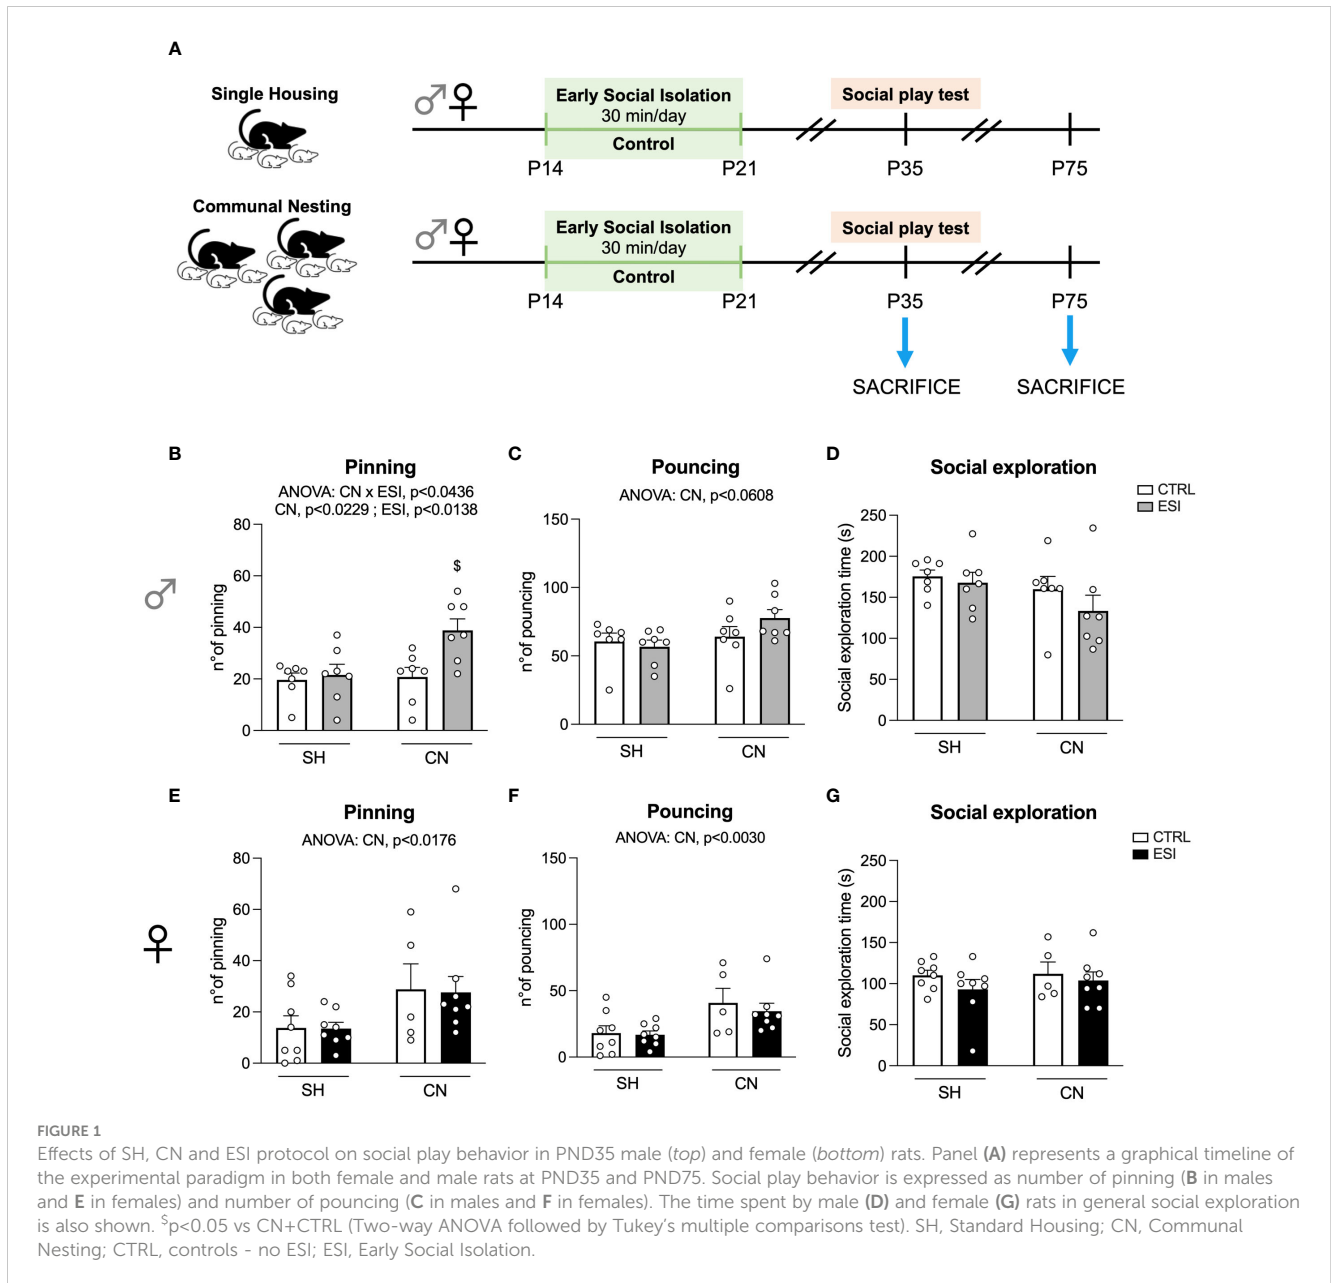 A
Single Housing
Early Social Isolation
30 min/day
Control
Social play test
P14
P21
P35
P75
Communal Nesting
Early Social Isolation
30 min/day
Control
Social play test
P14
P21
P35
P75
SACRIFICE
SACRIFICE
B
Pinning
ANOVA: CN x ESI, p<0.0436
CN, p<0.0229 ; ESI, p<0.0138
n°of pinning
80
60
40
20
0
$
SH
CN
C
Pouncing
ANOVA: CN, p<0.0608
n°of pouncing
150
100
50
0
SH
CN
D
Social exploration
Social exploration time (s)
250
200
150
100
50
0
SH
CN
CTRL
ESI
E
Pinning
ANOVA: CN, p<0.0176
n°of pinning
80
60
40
20
0
SH
CN
F
Pouncing
ANOVA: CN, p<0.0030
n°of pouncing
150
100
50
0
SH
CN
G
Social exploration
Social exploration time (s)
250
200
150
100
50
0
SH
CN
CTRL
ESI
FIGURE 1
Effects of SH, CN and ESI protocol on social play behavior in PND35 male (top) and female (bottom) rats. Panel (A) represents a graphical timeline of
the experimental paradigm in both female and male rats at PND35 and PND75. Social play behavior is expressed as number of pinning (B in males
and E in females) and number of pouncing (C in males and F in females). The time spent by male (D) and female (G) rats in general social exploration
is also shown. $p<0.05 vs CN+CTRL (Two-way ANOVA followed by Tukey's multiple comparisons test). SH, Standard Housing; CN, Communal
Nesting; CTRL, controls - no ESI; ESI, Early Social Isolation.